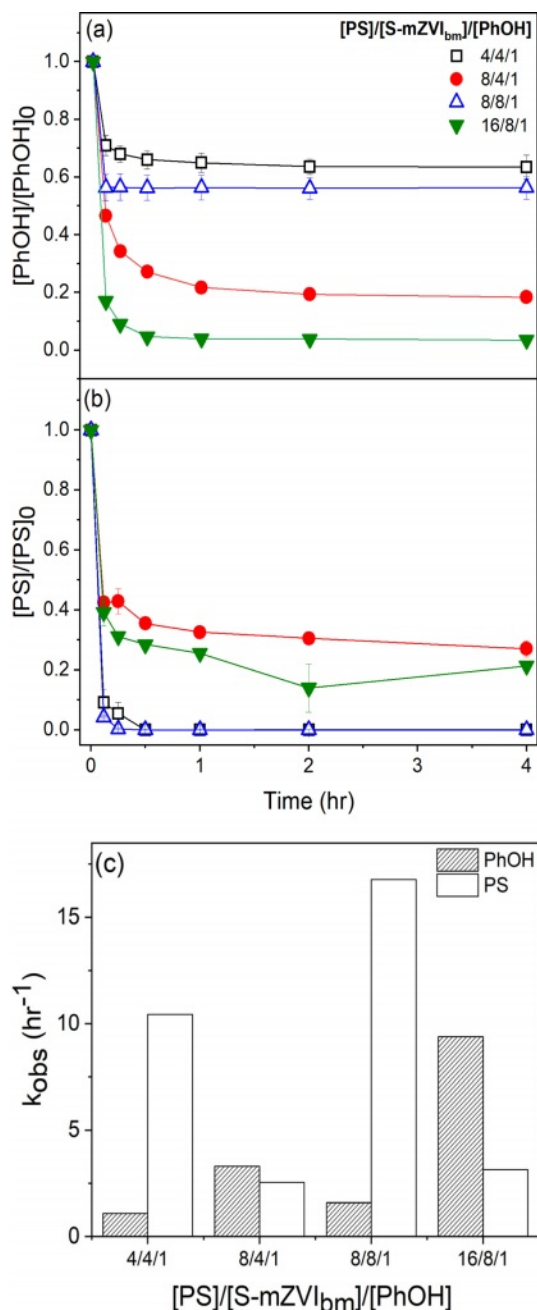 (a)
[PS]/[S-mZVIbm]/[PhOH]
4/4/1
8/4/1
8/8/1
16/8/1
[PhOH]/[PhOH]0
1.0
0.8
0.6
0.4
0.2
0.0
(b)
[PS]/[PS]0
1.0
0.8
0.6
0.4
0.2
0.0
0 1 2 3 4
Time (hr)
(c)
PhOH
PS
kobs (hr-1)
15
10
5
0
4/4/1 8/4/1 8/8/1 16/8/1
[PS]/[S-mZVIbm]/[PhOH]